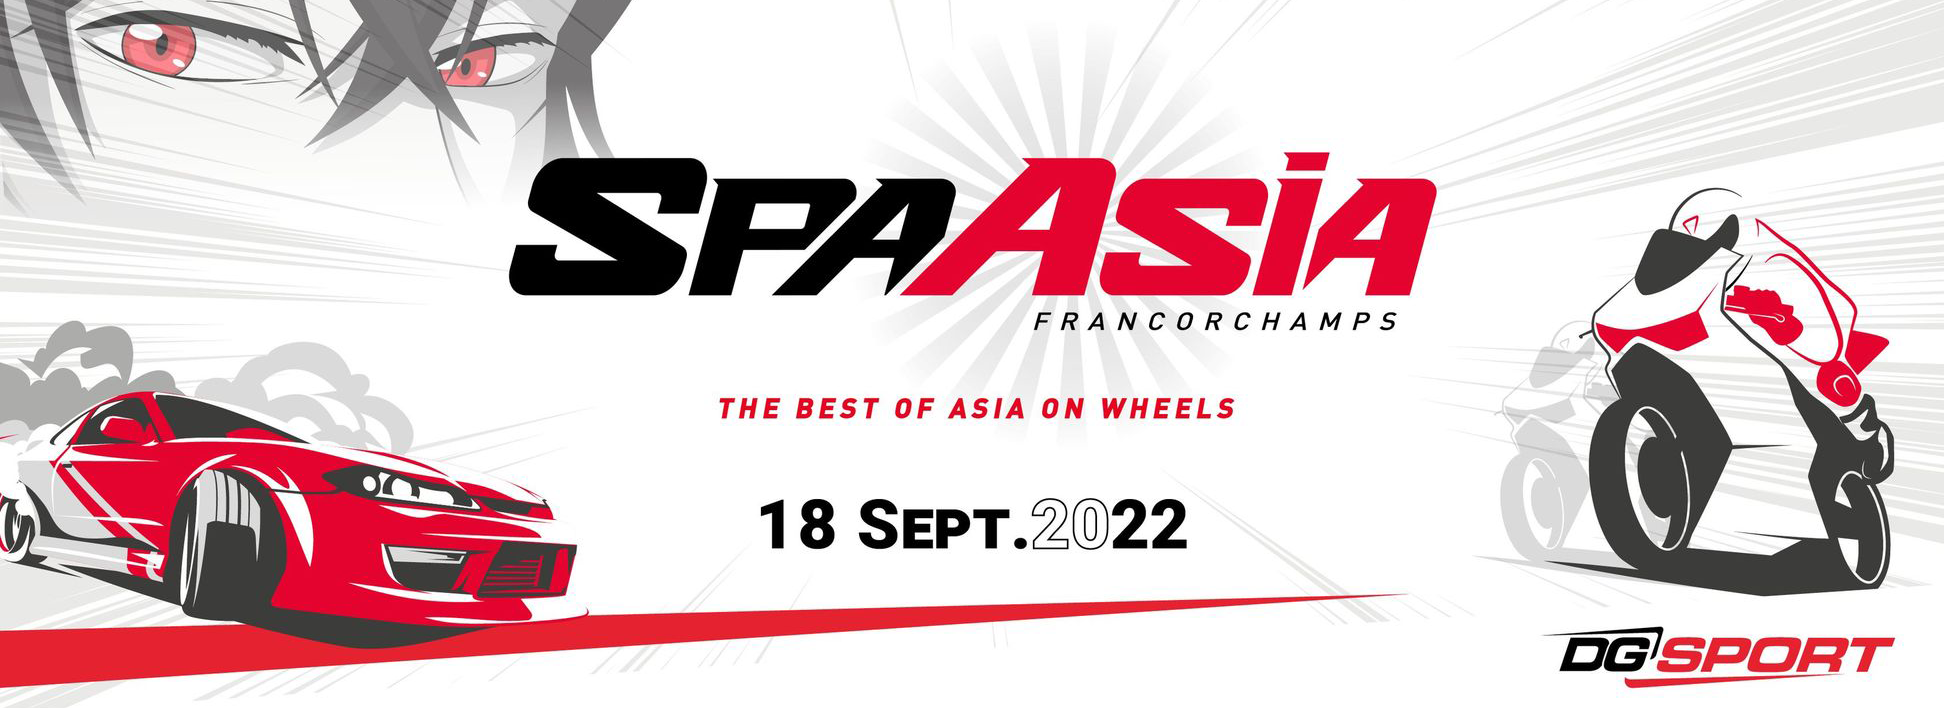 SPAASIA
FRANCORCHAMPS
THE BEST OF ASIA ON WHEELS
18 SEPT.2022
DG SPORT